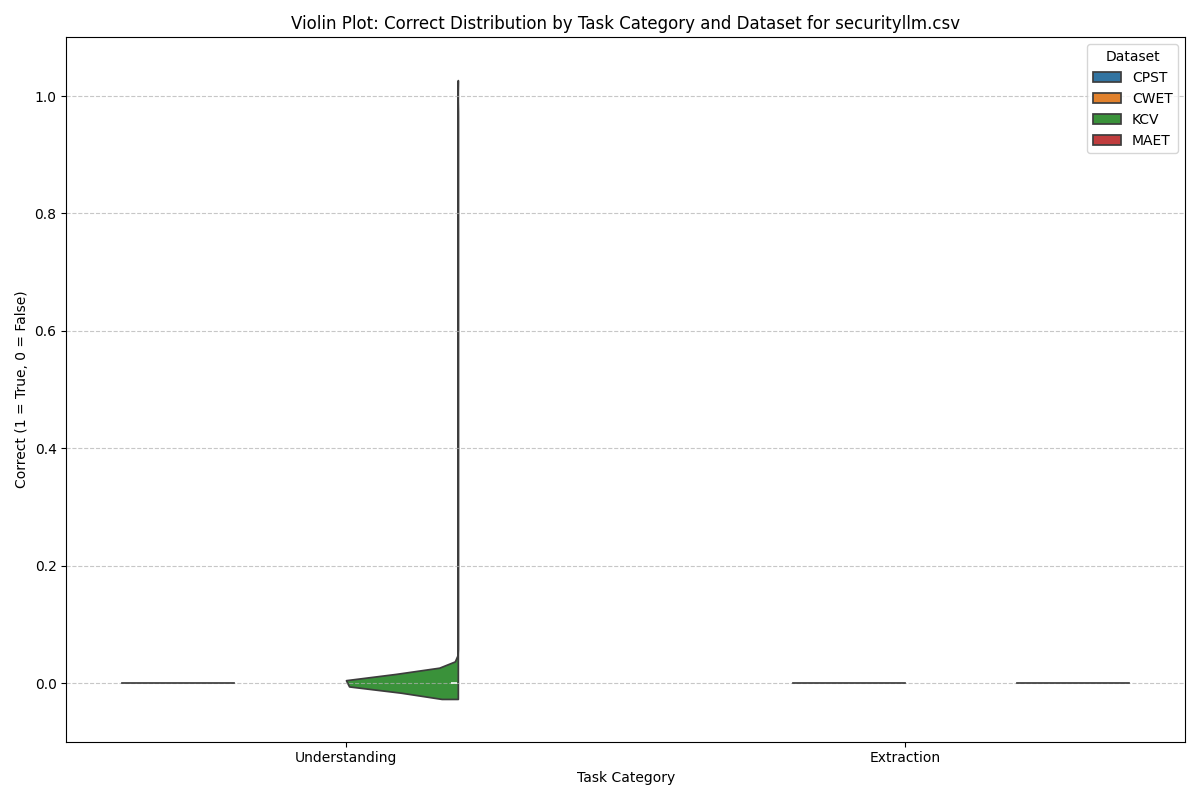 Violin Plot: Correct Distribution by Task Category and Dataset for securityllm.csv
Dataset
CPST
CWET
KCV
MAET
Correct (1 = True, 0 = False)
1.0
0.8
0.6
0.4
0.2
0.0
Understanding
Extraction
Task Category